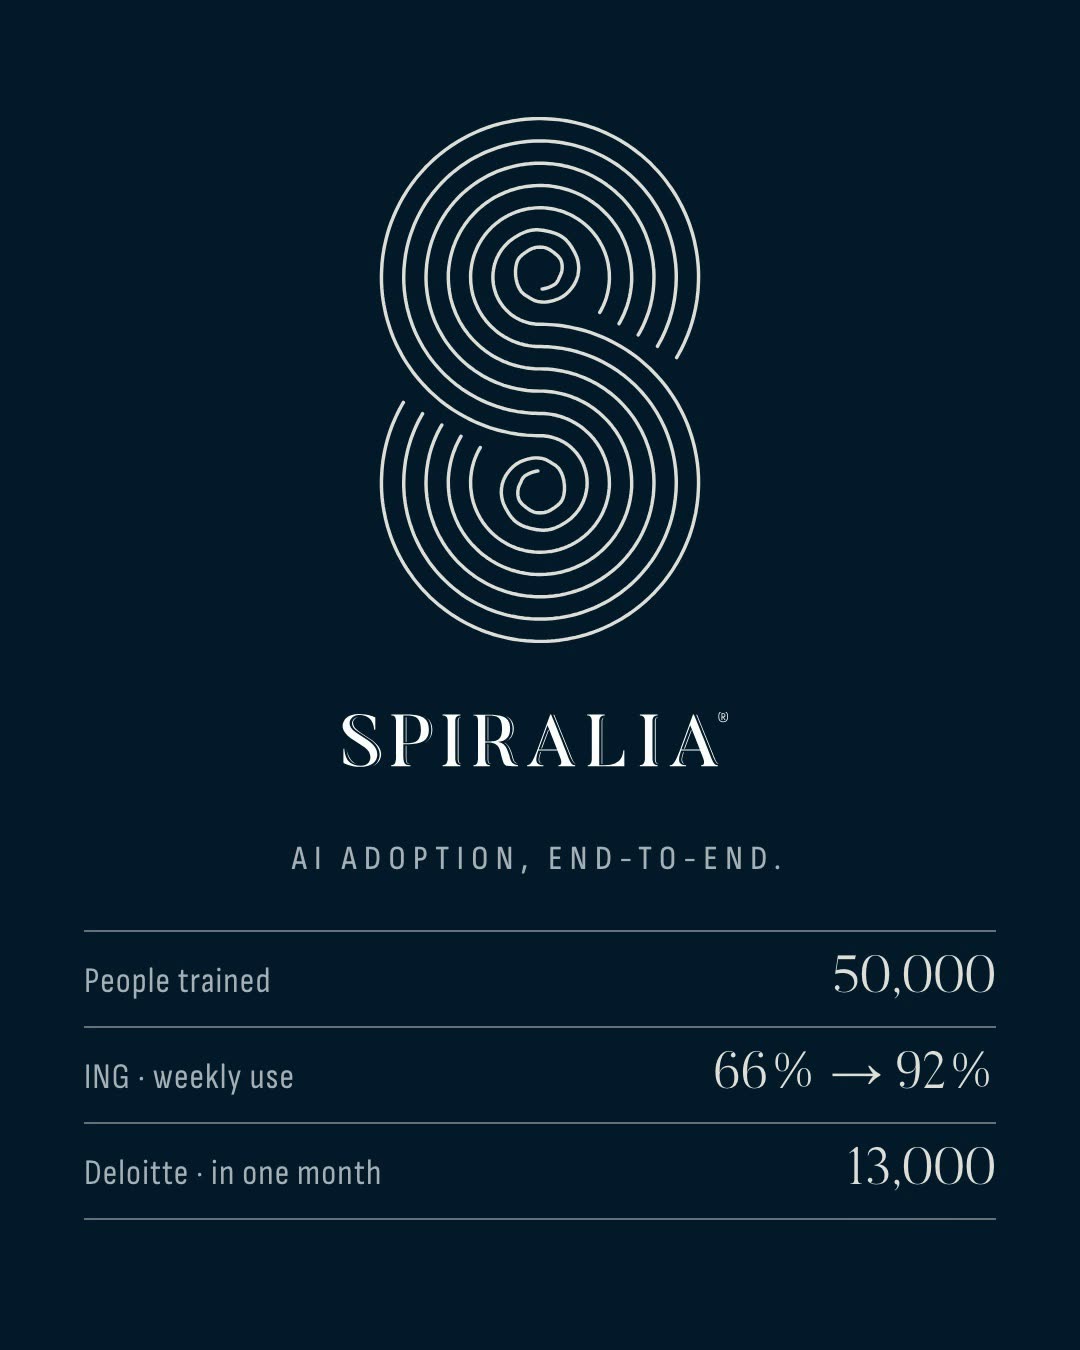 SPIRALIA®
AI ADOPTION, END-TO-END.
People trained 50,000
ING · weekly use 66% → 92%
Deloitte · in one month 13,000